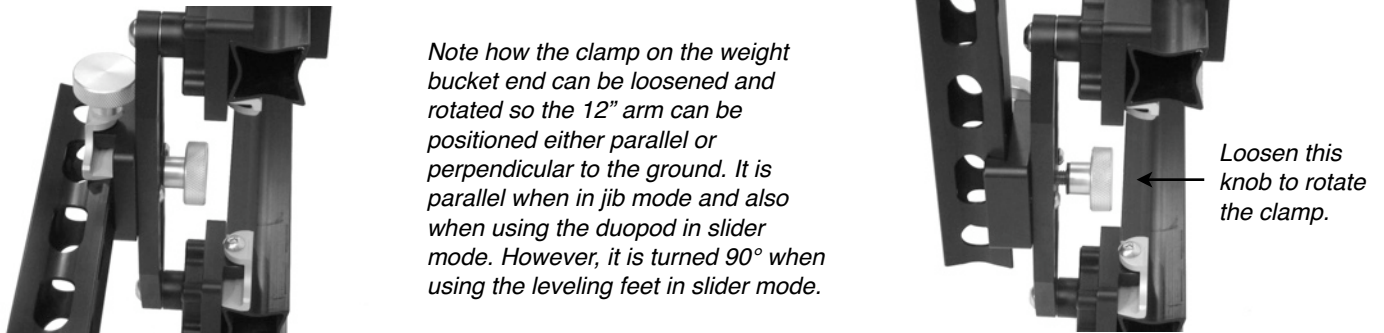 Note how the clamp on the weight
bucket end can be loosened and
rotated so the 12” arm can be
positioned either parallel or
perpendicular to the ground. It is
parallel when in jib mode and also
when using the duopod in slider
mode. However, it is turned 90° when
using the leveling feet in slider mode.
Loosen this
knob to rotate
the clamp.